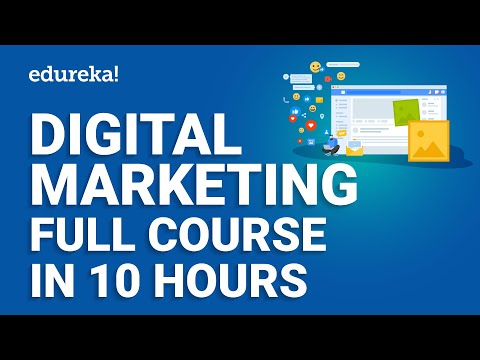 edureka!
DIGITAL
MARKETING
FULL COURSE
IN 10 HOURS